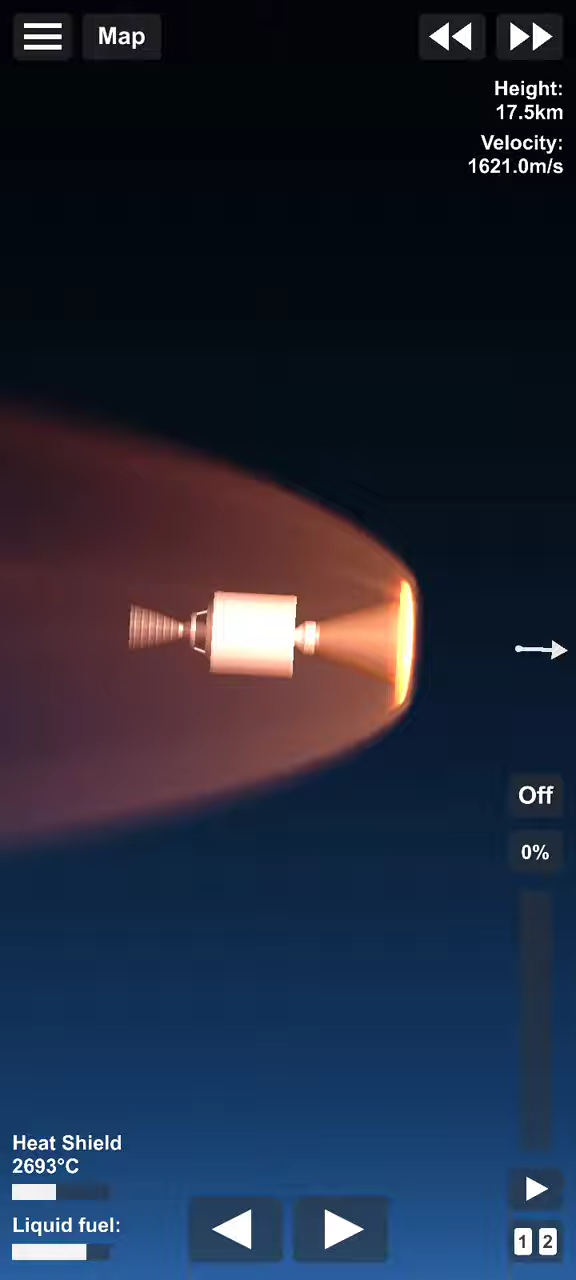 Map
Height:
17.5km
Velocity:
1621.0m/s
Off
0%
Heat Shield
2693°C
Liquid fuel:
1 2